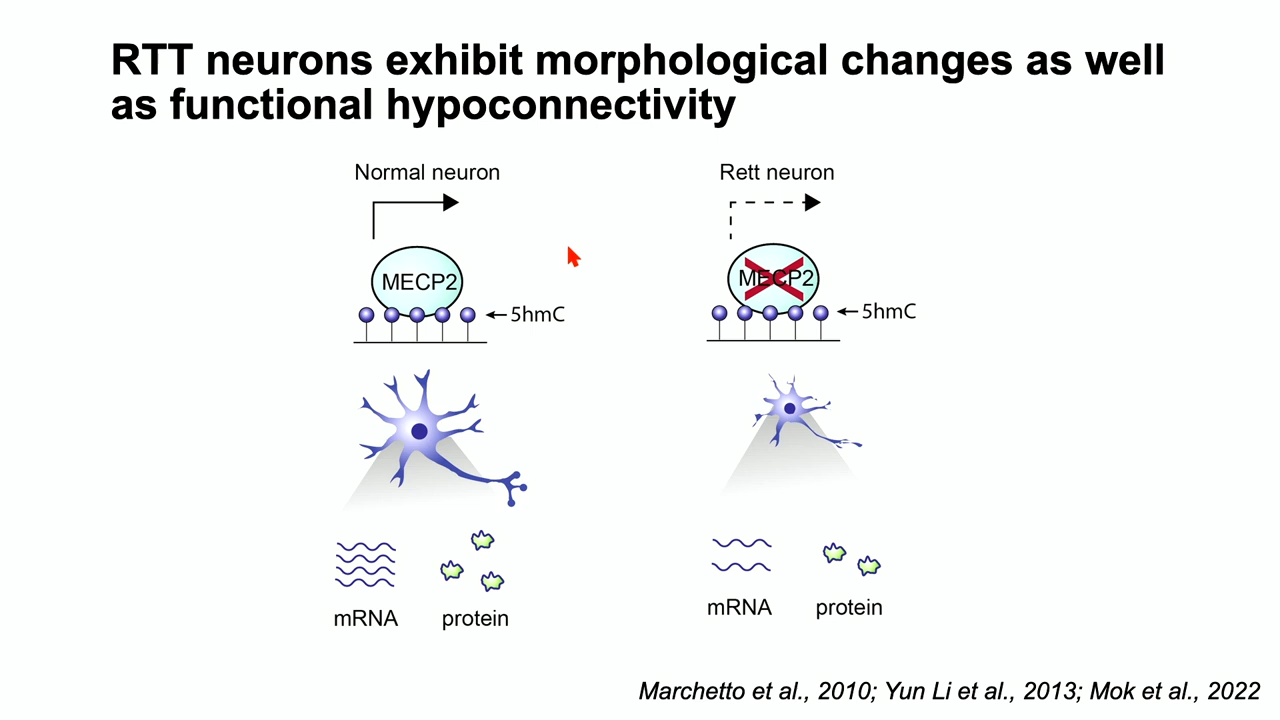 RTT neurons exhibit morphological changes as well
as functional hypoconnectivity
Normal neuron
Rett neuron
MECP2
MECP2
5hmC
5hmC
mRNA
protein
mRNA
protein
Marchetto et al., 2010; Yun Li et al., 2013; Mok et al., 2022